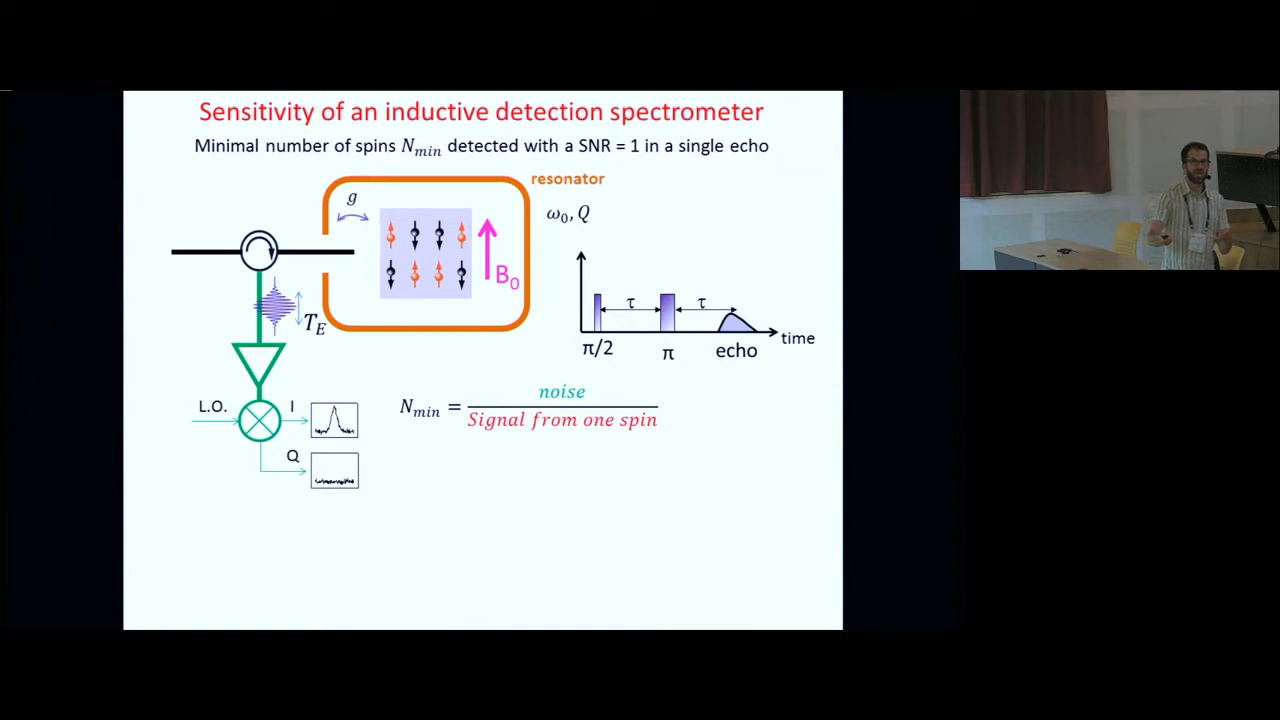 Sensitivity of an inductive detection spectrometer
Minimal number of spins N_min detected with a SNR = 1 in a single echo
resonator
g
ω₀, Q
B₀
T_E
τ
τ
time
π/2
π
echo
L.O.
I
Q
N_min = noise / Signal from one spin